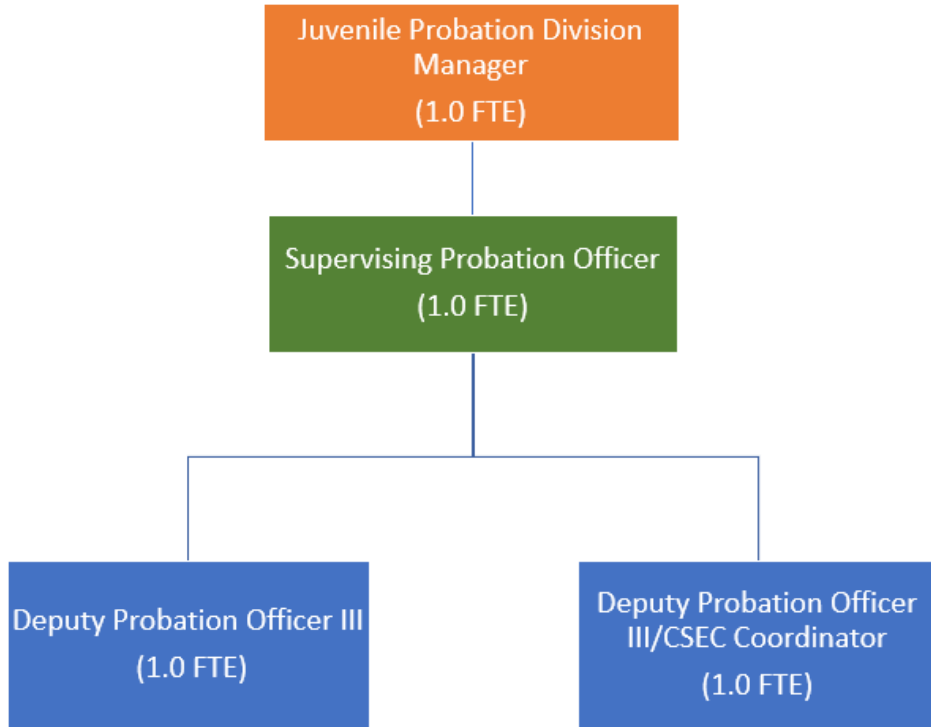 Juvenile Probation Division
Manager
(1.0 FTE)
Supervising Probation Officer
(1.0 FTE)
Deputy Probation Officer III
(1.0 FTE)
Deputy Probation Officer
III/CSEC Coordinator
(1.0 FTE)